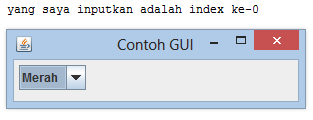 yang saya inputkan adalah index ke-0
Contoh GUI
Merah